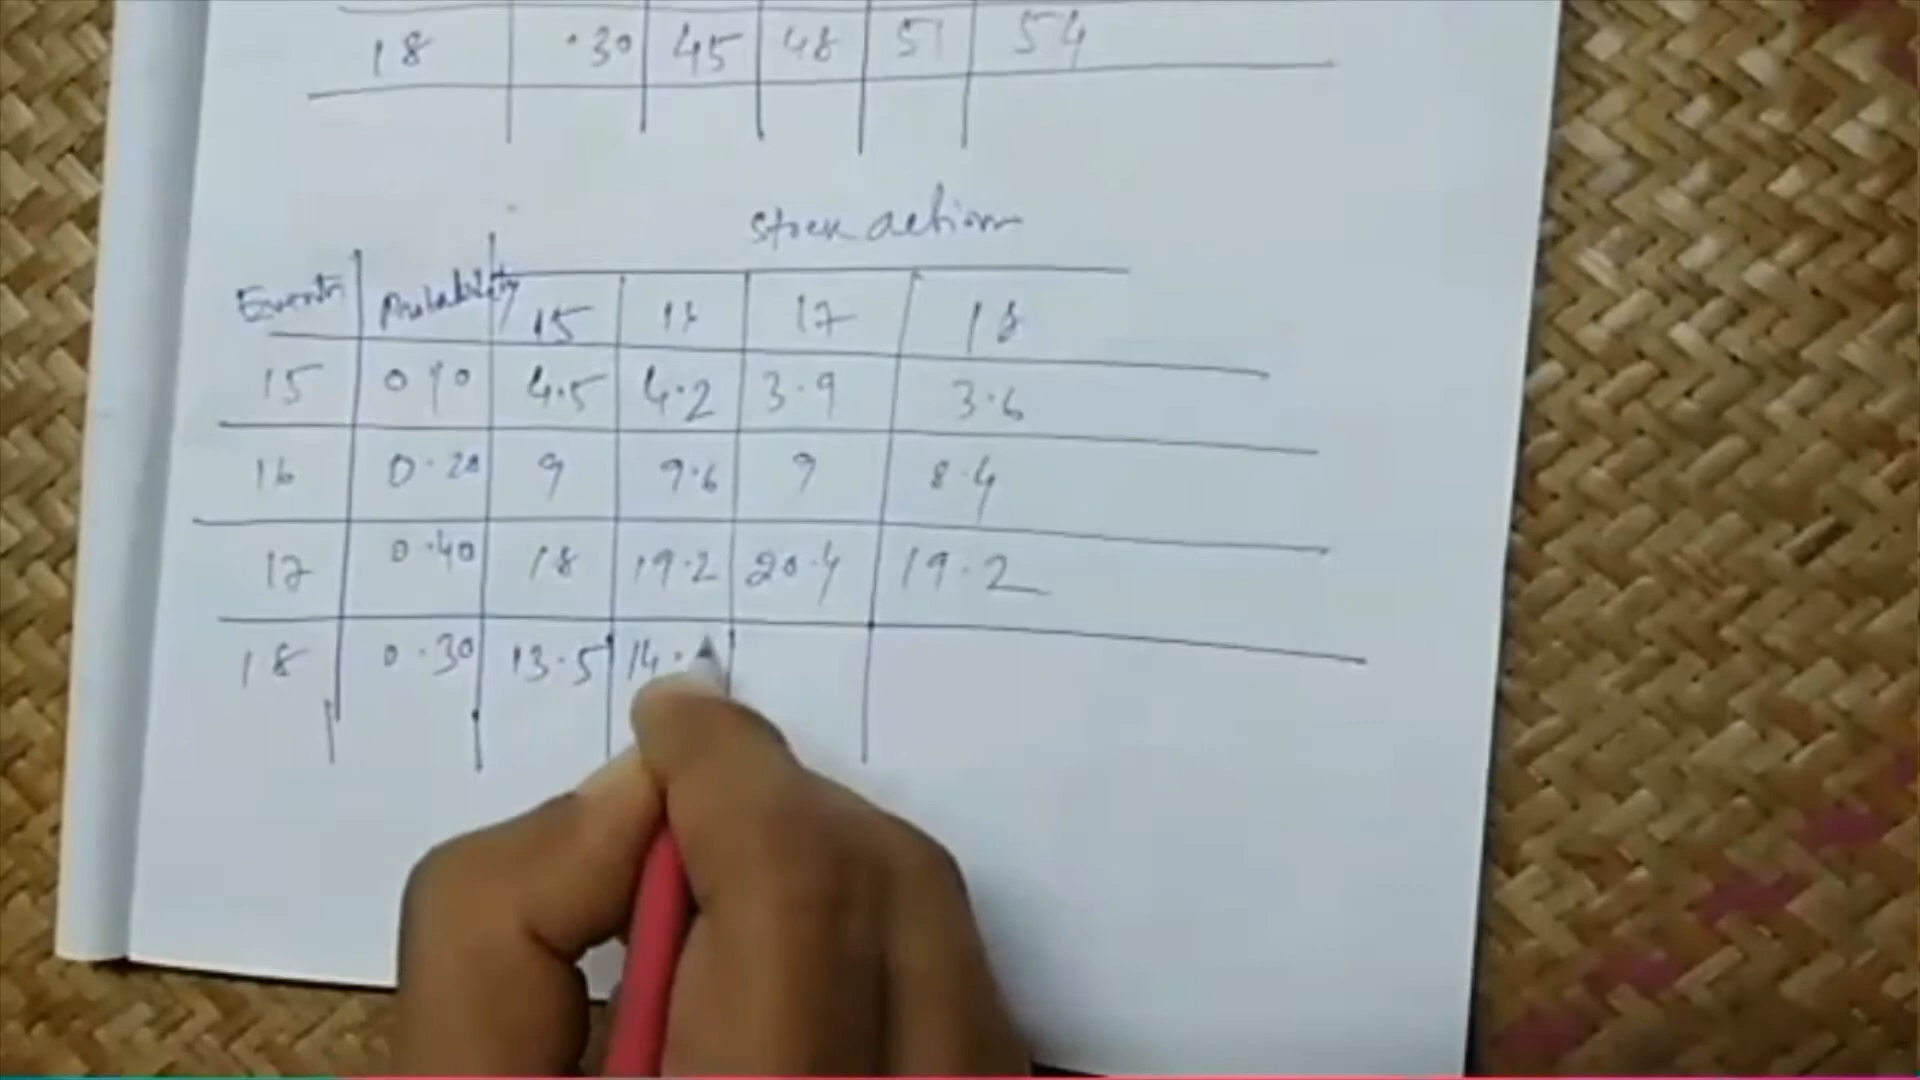 18 .30 45 48 51 54
Stock action
Events Probability 15 16 17 18
15 0.10 4.5 4.2 3.9 3.6
16 0.20 9 9.6 9 8.4
17 0.40 18 19.2 20.4 19.2
18 0.30 13.5 14.4